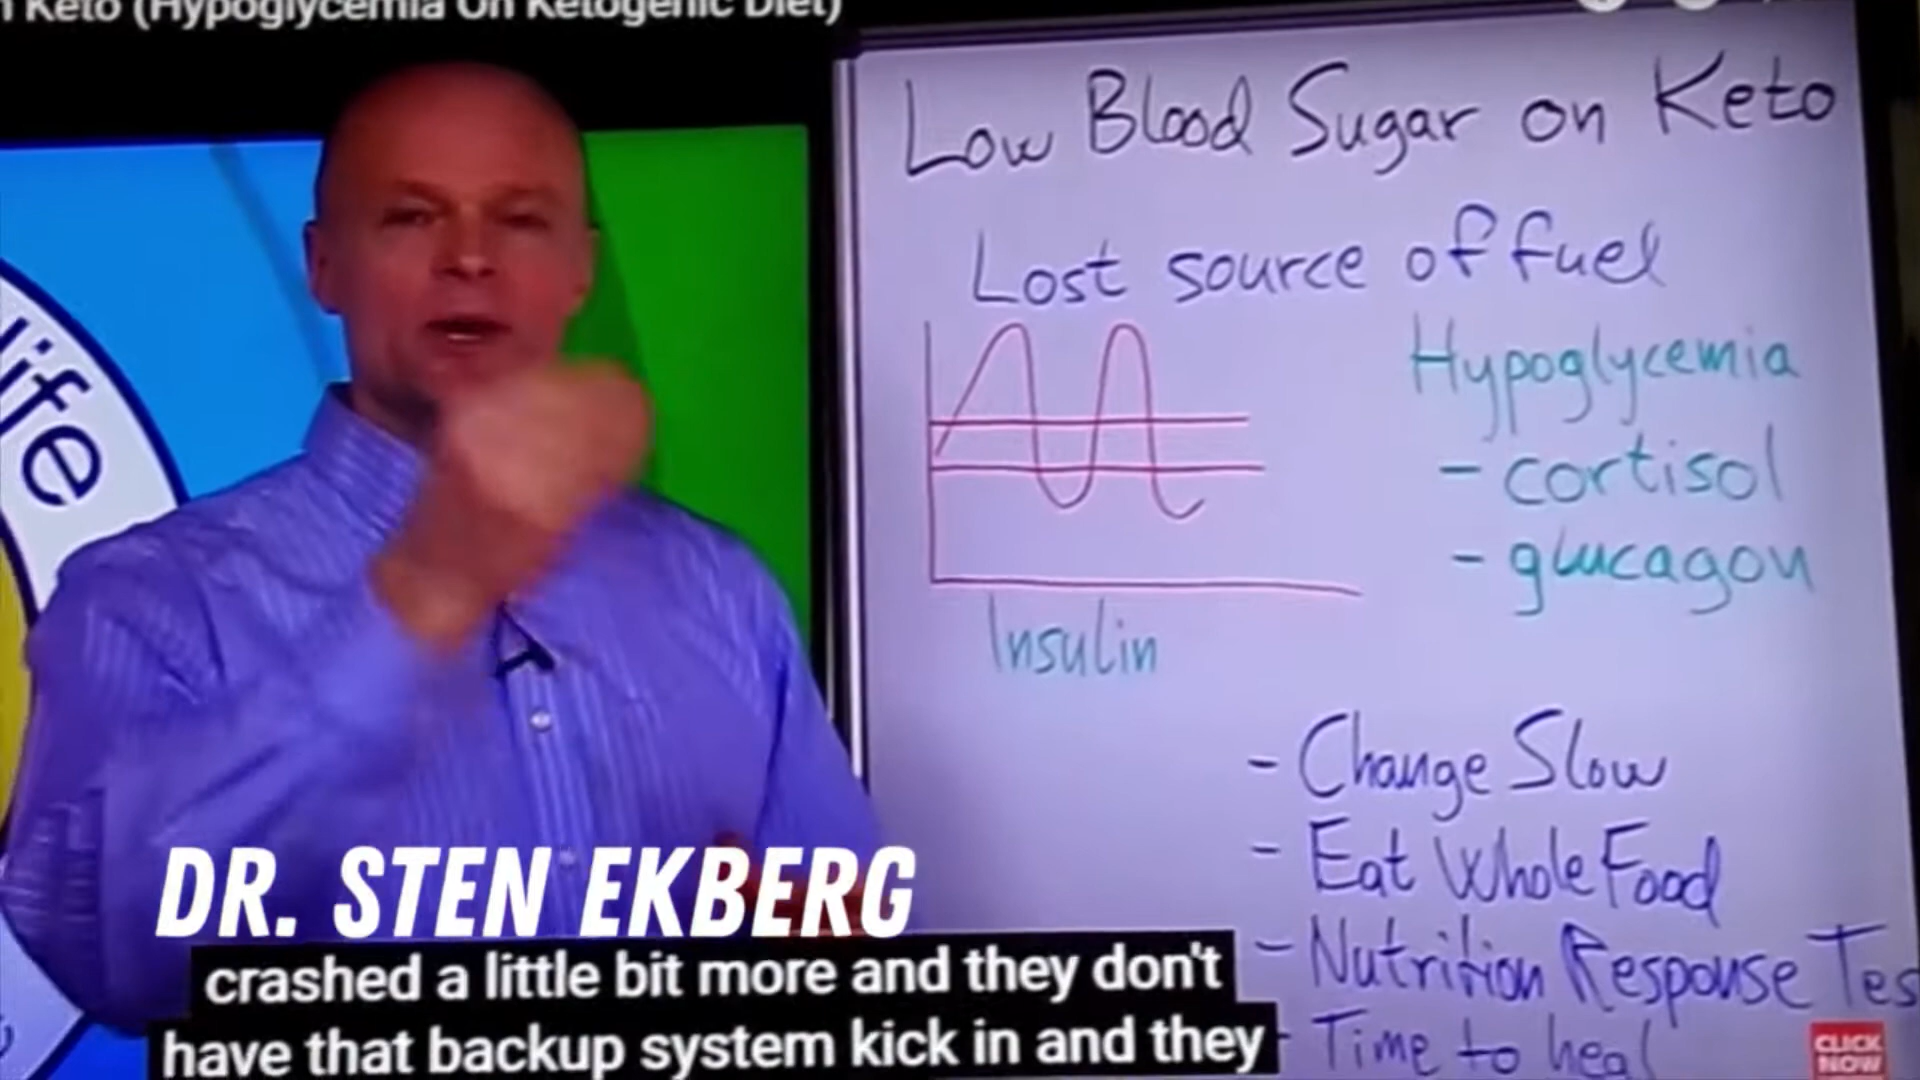 Keto (Hypoglycemia On Ketogenic Diet)
Low Blood Sugar on Keto
Lost source of fuel
Hypoglycemia
- cortisol
- glucagon
Insulin
- Change Slow
- Eat Whole Food
- Nutrition Response Tes
- Time to heal
life
DR. STEN EKBERG
crashed a little bit more and they don't
have that backup system kick in and they
CLICK
NOW